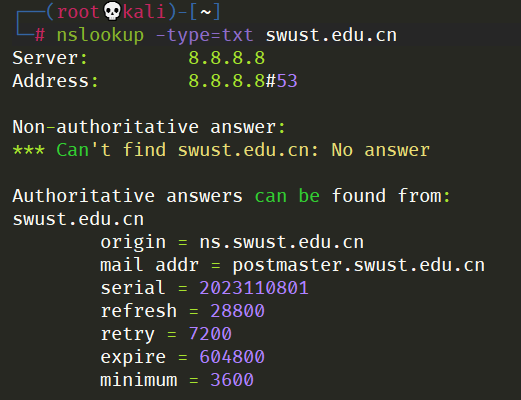 ┌──(root💀kali)-[~]
└─# nslookup -type=txt swust.edu.cn
Server:         8.8.8.8
Address:        8.8.8.8#53
Non-authoritative answer:
*** Can't find swust.edu.cn: No answer
Authoritative answers can be found from:
swust.edu.cn
        origin = ns.swust.edu.cn
        mail addr = postmaster.swust.edu.cn
        serial = 2023110801
        refresh = 28800
        retry = 7200
        expire = 604800
        minimum = 3600